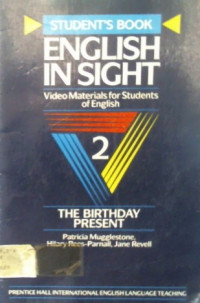 STUDENT'S BOOK
ENGLISH
IN SIGHT
Video Materials for Students
of English
2
THE BIRTHDAY
PRESENT
Patricia Mugglestone,
Hilary Rees-Parnall, Jane Revell
PRENTICE HALL INTERNATIONAL ENGLISH LANGUAGE TEACHING